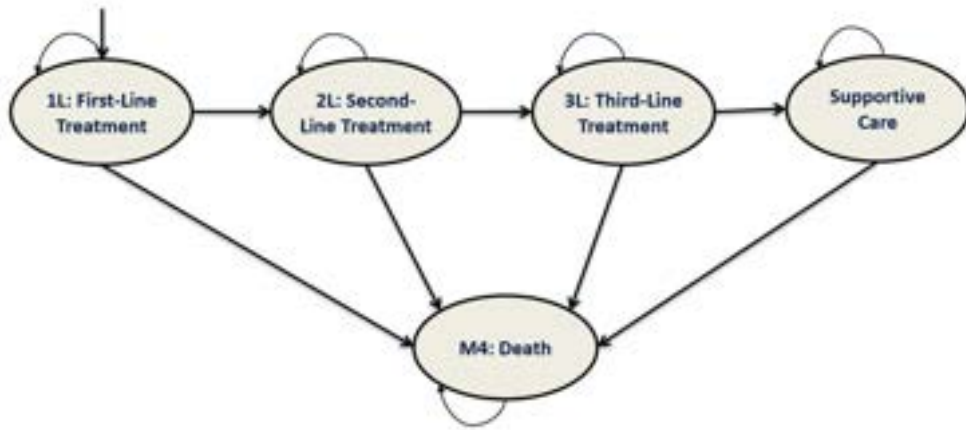 1L: First-Line
Treatment
2L: Second-
Line Treatment
3L: Third-Line
Treatment
Supportive
Care
M4: Death